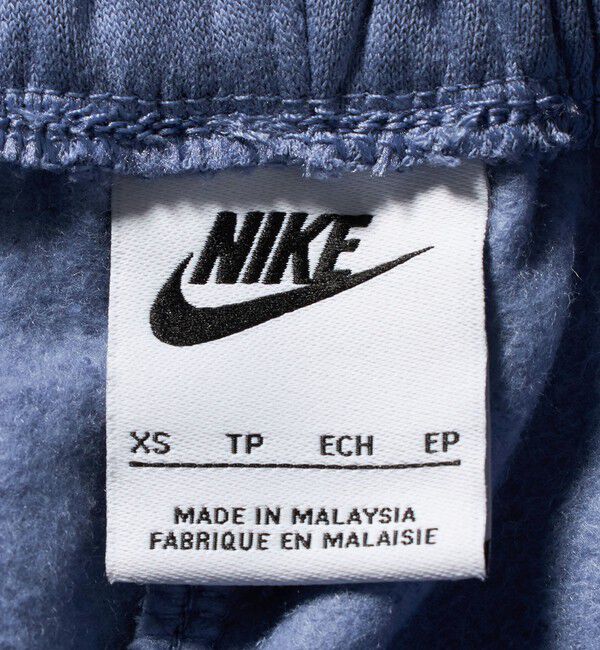 NIKE
XS TP ECH EP
MADE IN MALAYSIA
FABRIQUE EN MALAISIE